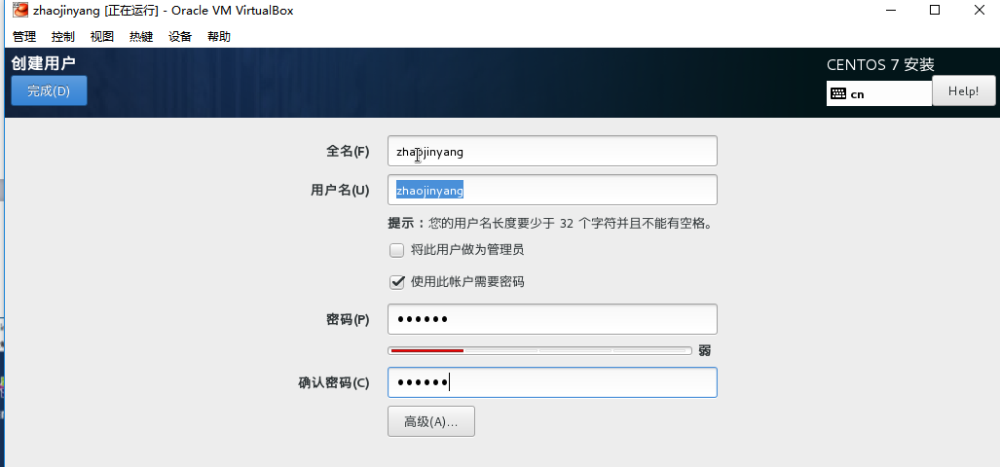 zhaojinyang [正在运行] - Oracle VM VirtualBox
管理 控制 视图 热键 设备 帮助
创建用户
CENTOS 7 安装
完成(D)
cn
Help!
全名(F)
zhaojinyang
用户名(U)
zhaojinyang
提示：您的用户名长度要少于 32 个字符并且不能有空格。
将此用户做为管理员
使用此帐户需要密码
密码(P)
••••••
弱
确认密码(C)
••••••
高级(A)...